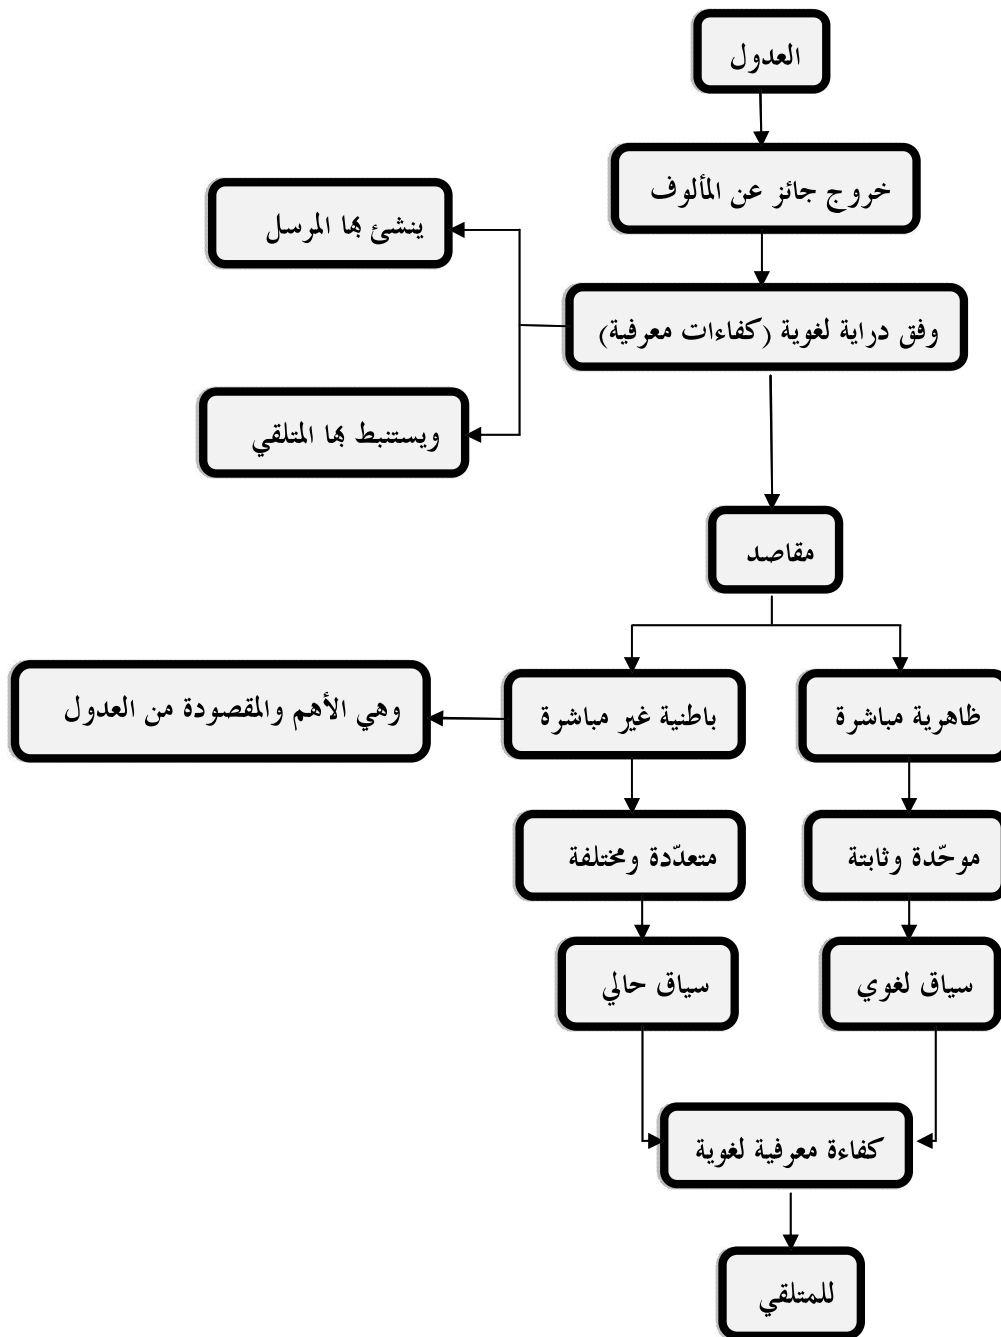 العدول
خروج جائز عن المألوف
ينشئ بها المرسل
وفق دراية لغوية (كفاءات معرفية)
ويستنبط بها المتلقي
مقاصد
ظاهرية مباشرة
باطنية غير مباشرة
وهي الأهم والمقصودة من العدول
موحّدة وثابتة
متعدّدة ومختلفة
سياق لغوي
سياق حالي
كفاءة معرفية لغوية
للمتلقي